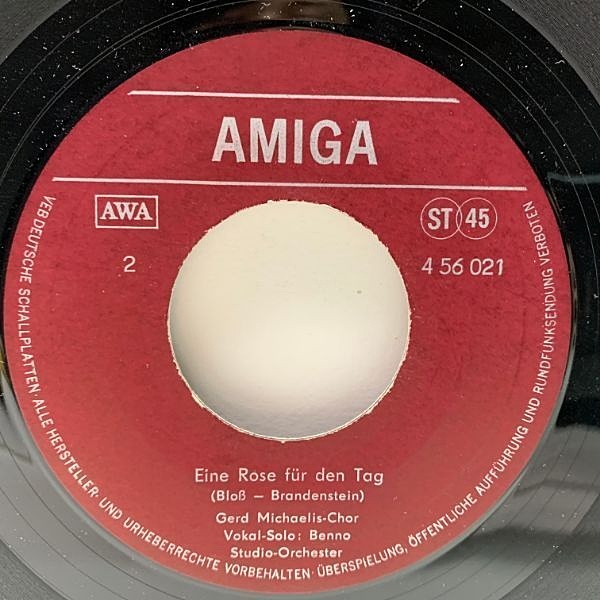 AMIGA
AWA
ST 45
2
4 56 021
Eine Rose für den Tag
(Bloß – Brandenstein)
Gerd Michaelis-Chor
Vokal-Solo: Benno
Studio-Orchester
VEB DEUTSCHE SCHALLPLATTEN · ALLE HERSTELLER- UND URHEBERRECHTE VORBEHALTEN · ÜBERSPIELUNG, ÖFFENTLICHE AUFFÜHRUNG UND RUNDFUNKSENDUNG VERBOTEN